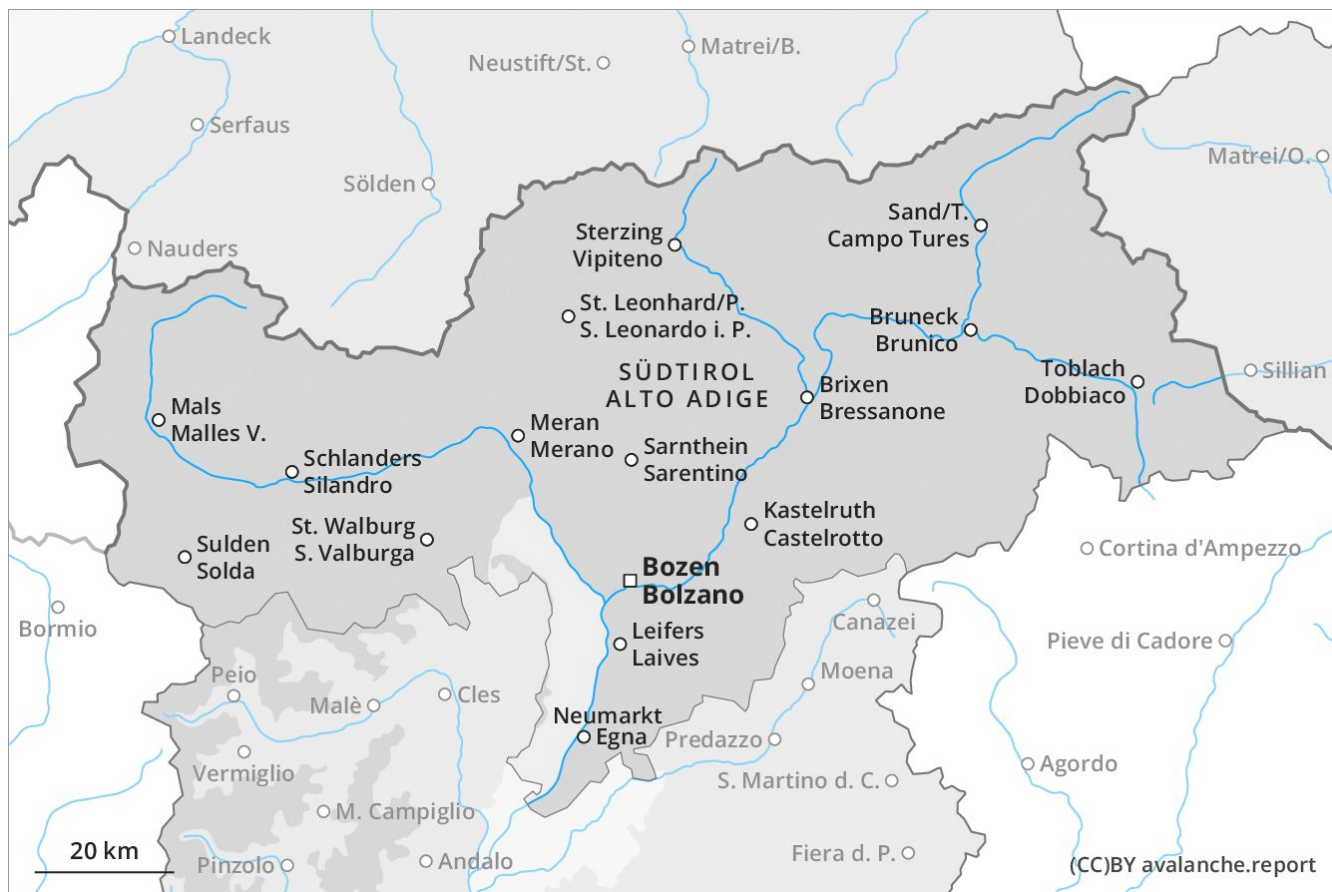 Landeck
Neustift/St.
Matrei/B.
Serfaus
Matrei/O.
Sölden
Nauders
Sand/T.
Campo Tures
Sterzing
Vipiteno
St. Leonhard/P.
S. Leonardo i. P.
Bruneck
Brunico
SÜDTIROL
ALTO ADIGE
Toblach
Dobbiaco
Sillian
Brixen
Bressanone
Mals
Malles V.
Meran
Merano
Sarnthein
Sarentino
Schlanders
Silandro
St. Walburg
S. Valburga
Kastelruth
Castelrotto
Sulden
Solda
Cortina d'Ampezzo
Bozen
Bolzano
Bormio
Canazei
Leifers
Laives
Pieve di Cadore
Peio
Moena
Malè
Cles
Neumarkt
Egna
Predazzo
Vermiglio
Agordo
S. Martino d. C.
M. Campiglio
20 km
Pinzolo
Andalo
Fiera d. P.
(CC)BY avalanche.report